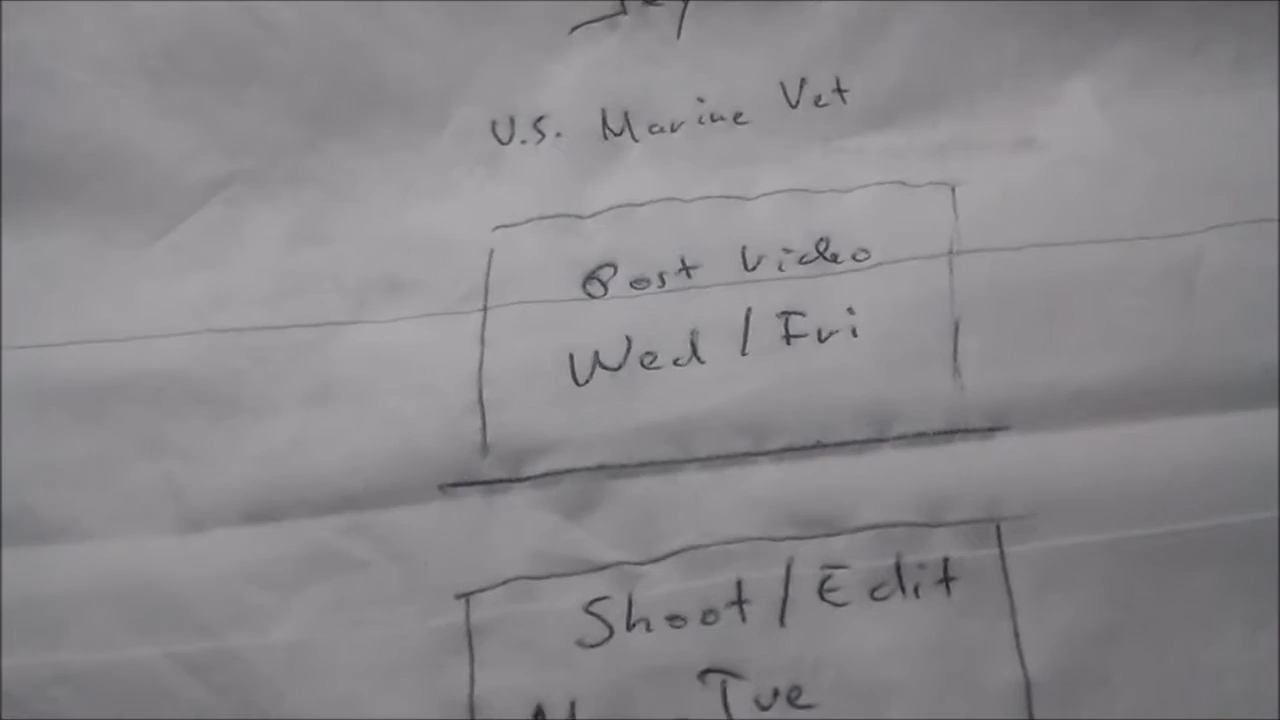 U.S. Marine Vet
Post Video
Wed / Fri
Shoot / Edit
Tue